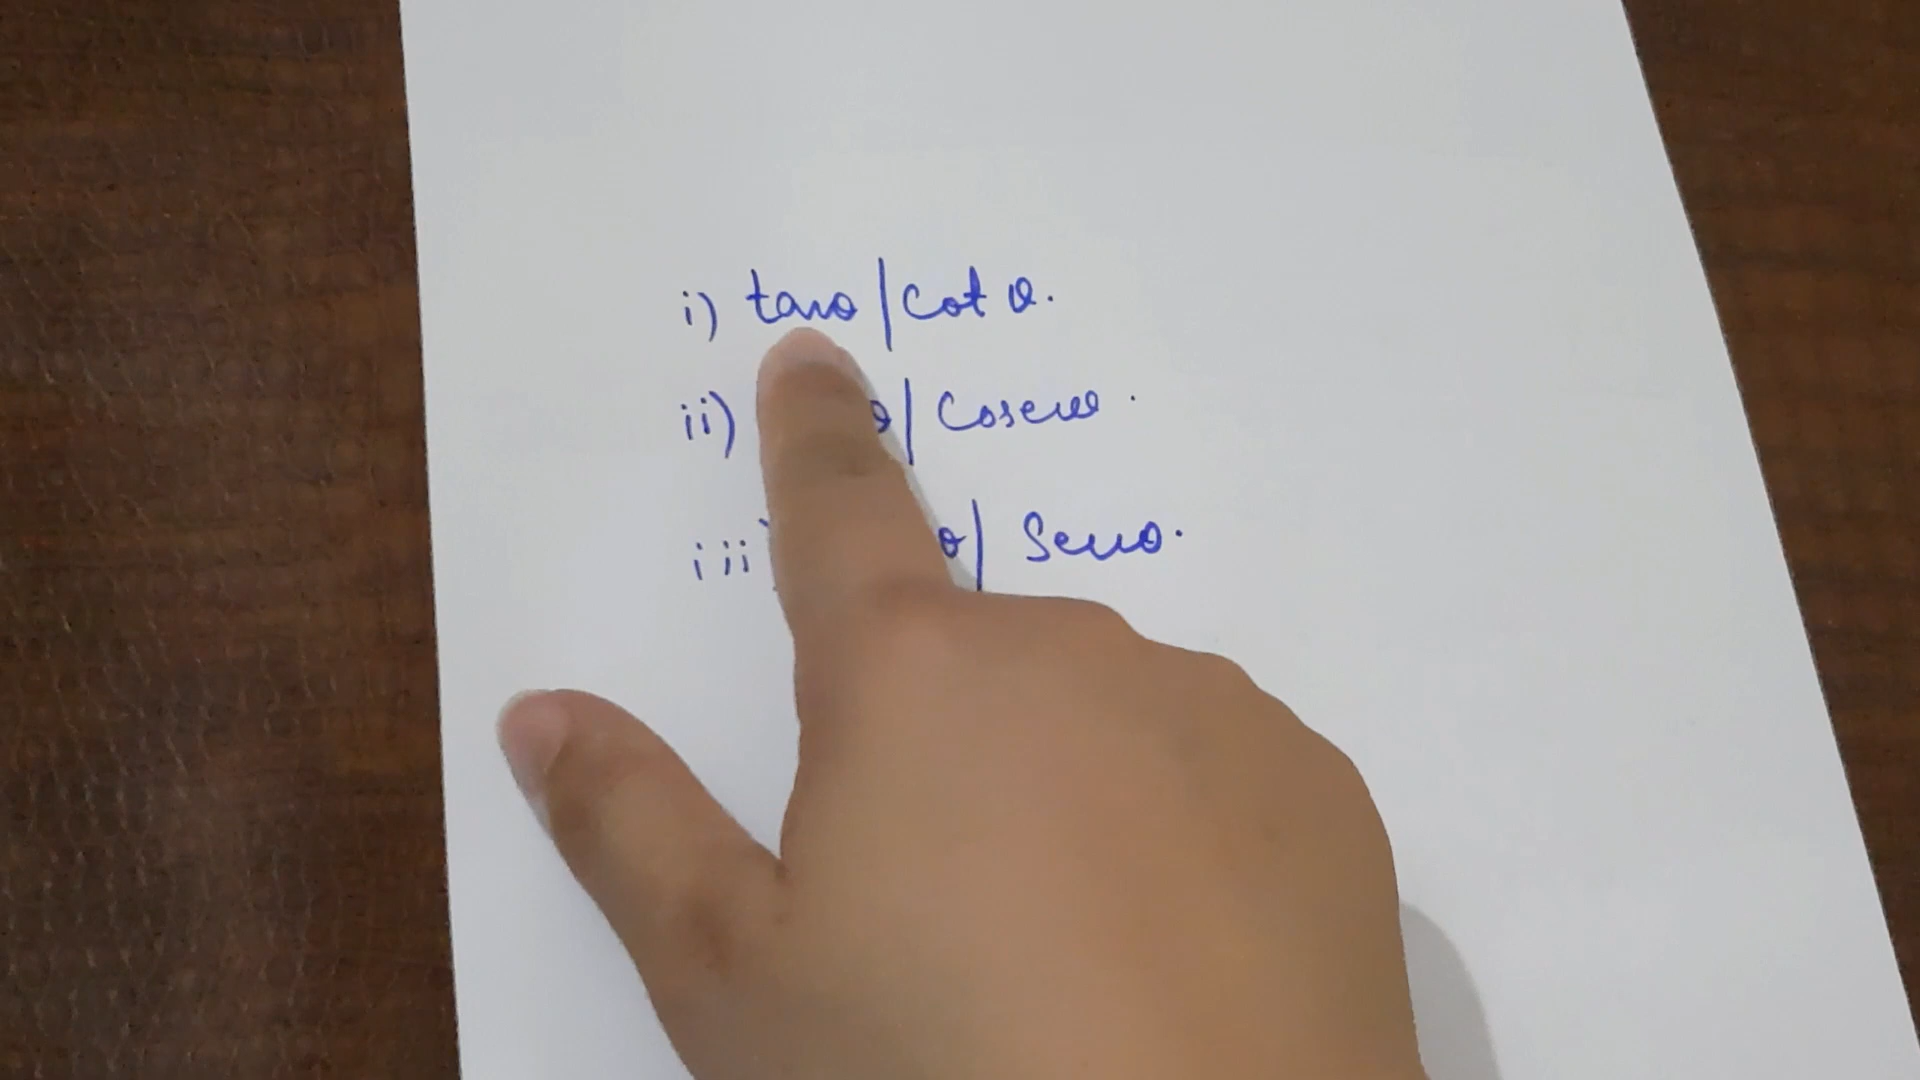 i) tanθ | cot θ.
ii) θ | Cosecθ.
iii) θ | Secθ.